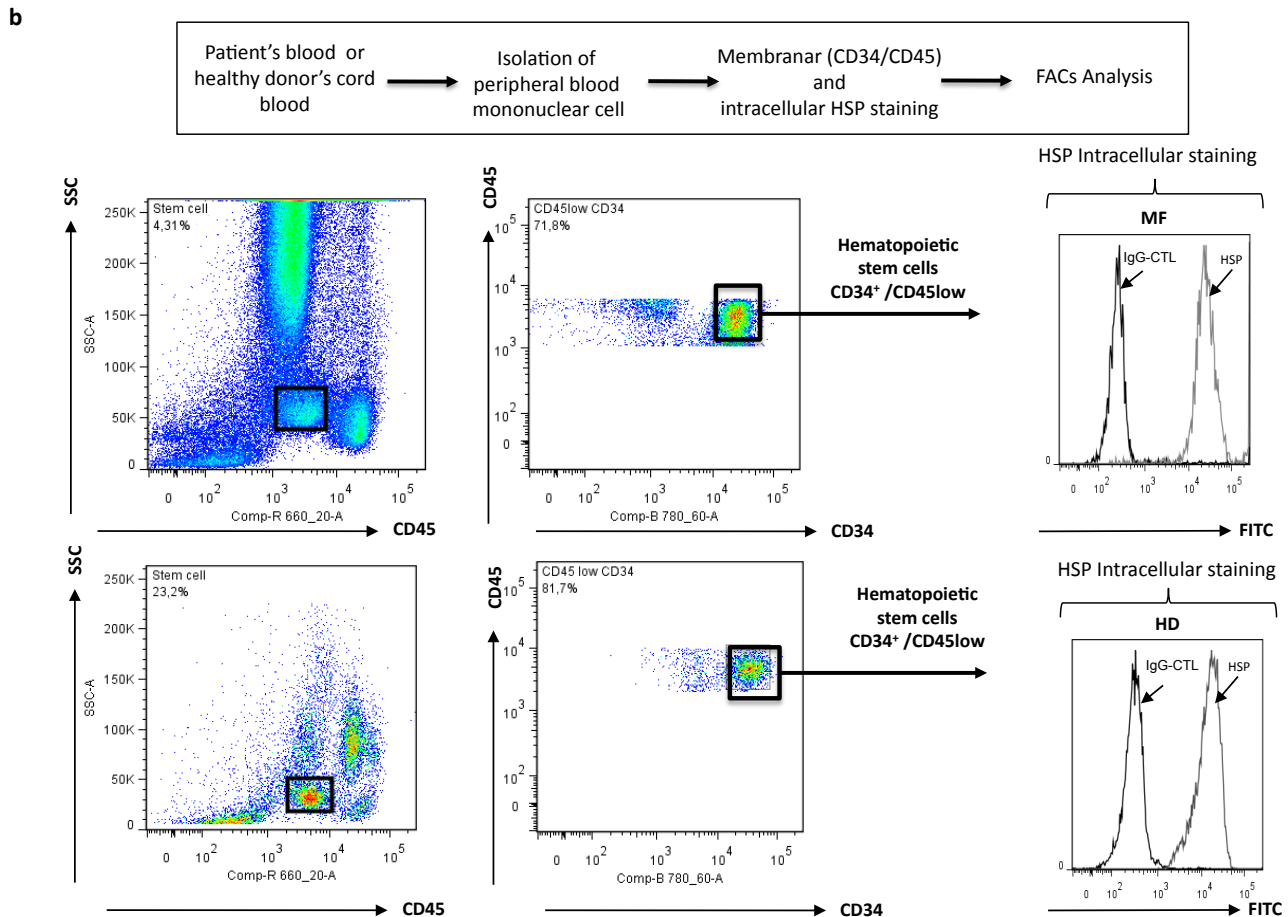 b
Patient's blood or
healthy donor's cord
blood
Isolation of
peripheral blood
mononuclear cell
Membranar (CD34/CD45)
and
intracellular HSP staining
FACs Analysis
SSC
Stem cell
4,31%
250K
200K
150K
100K
50K
0
SSC-A
0 10² 10³ 10⁴ 10⁵
Comp-R 660_20-A
CD45
CD45
CD45low CD34
71,8%
10⁵
10⁴
10³
10²
0
0 10² 10³ 10⁴ 10⁵
Comp-B 780_60-A
CD34
Hematopoietic
stem cells
CD34⁺ /CD45low
HSP Intracellular staining
MF
IgG-CTL
HSP
0
0 10² 10³ 10⁴ 10⁵
FITC
SSC
Stem cell
23,2%
250K
200K
150K
100K
50K
0
SSC-A
0 10² 10³ 10⁴ 10⁵
Comp-R 660_20-A
CD45
CD45
CD45 low CD34
81,7%
10⁵
10⁴
10³
10²
0
0 10² 10³ 10⁴ 10⁵
Comp-B 780_60-A
CD34
Hematopoietic
stem cells
CD34⁺ /CD45low
HSP Intracellular staining
HD
IgG-CTL
HSP
0
0 10² 10³ 10⁴ 10⁵
FITC